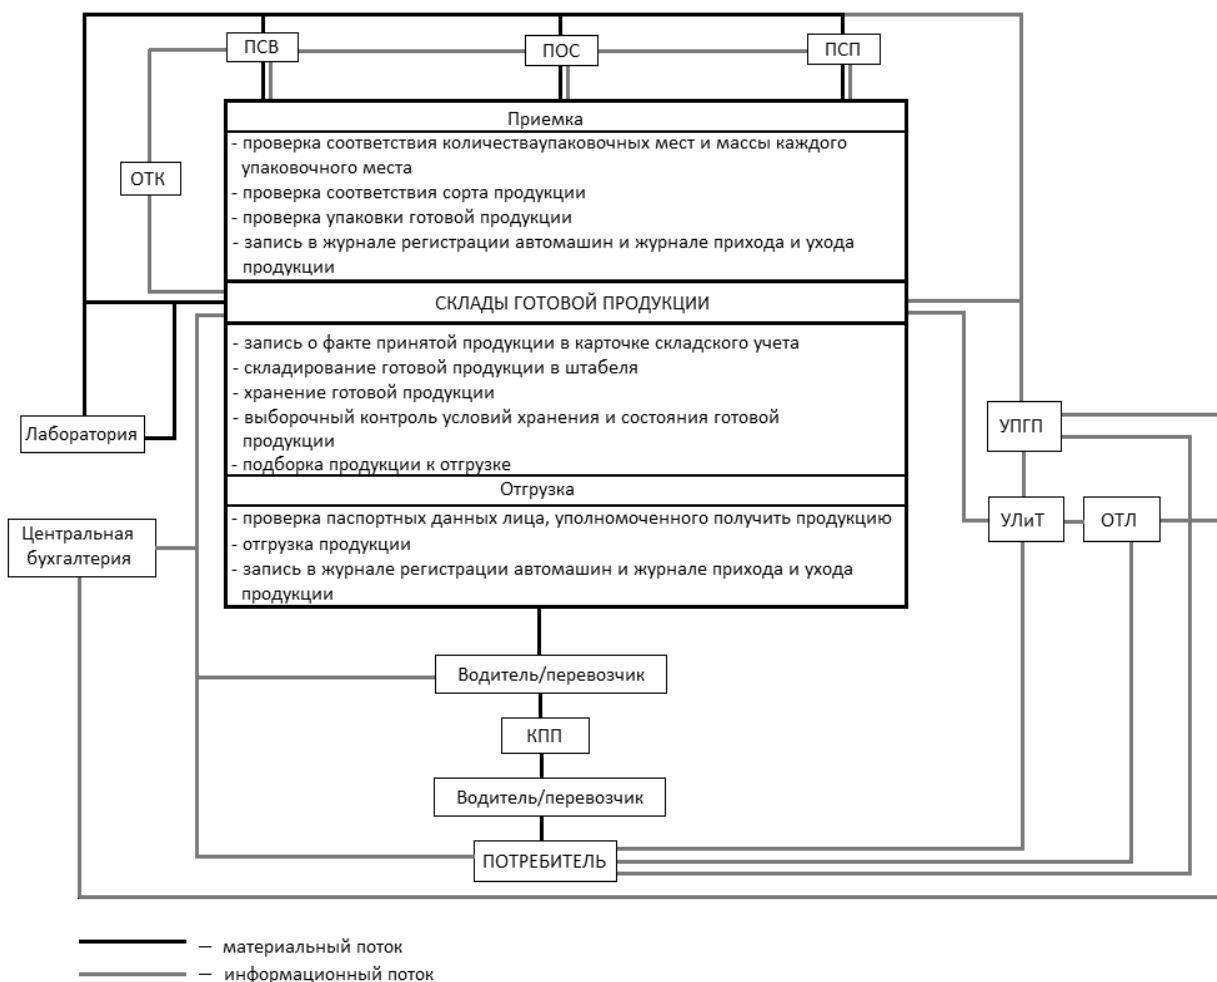 ПСВ
ПОС
ПСП
Приемка
- проверка соответствия количестваупаковочных мест и массы каждого
упаковочного места
- проверка соответствия сорта продукции
- проверка упаковки готовой продукции
- запись в журнале регистрации автомашин и журнале прихода и ухода
продукции
ОТК
СКЛАДЫ ГОТОВОЙ ПРОДУКЦИИ
- запись о факте принятой продукции в карточке складского учета
- складирование готовой продукции в штабеля
- хранение готовой продукции
- выборочный контроль условий хранения и состояния готовой
продукции
- подборка продукции к отгрузке
Лаборатория
УПГП
Отгрузка
- проверка паспортных данных лица, уполномоченного получить продукцию
- отгрузка продукции
- запись в журнале регистрации автомашин и журнале прихода и ухода
продукции
Центральная
бухгалтерия
УЛиТ
ОТЛ
Водитель/перевозчик
КПП
Водитель/перевозчик
ПОТРЕБИТЕЛЬ
— материальный поток
— информационный поток